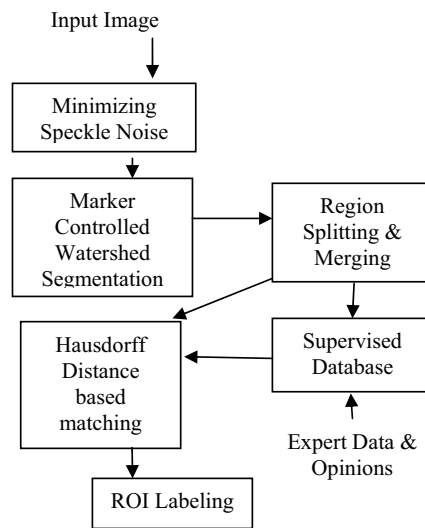 Input Image
Minimizing
Speckle Noise
Marker
Controlled
Watershed
Segmentation
Region
Splitting &
Merging
Hausdorff
Distance
based
matching
Supervised
Database
Expert Data &
Opinions
ROI Labeling